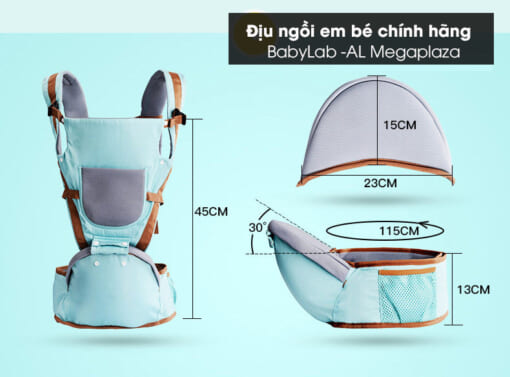 Địu ngồi em bé chính hãng
BabyLab -AL Megaplaza
15CM
23CM
45CM
30°
115CM
13CM